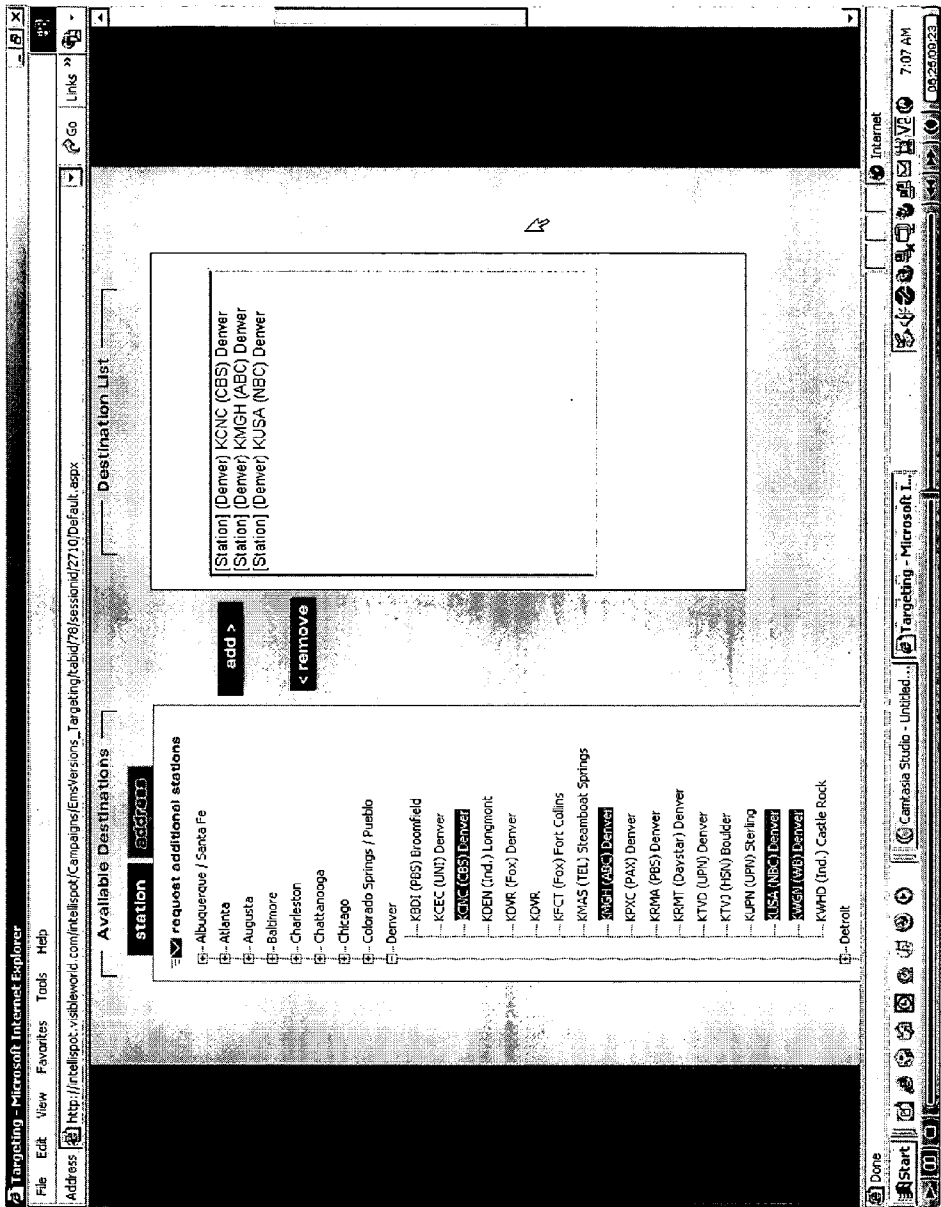 Targeting - Microsoft Internet Explorer
File Edit View Favorites Tools Help
Address http://intellispot.visibleworld.com/intellispot/Campaigns/EmsVersions_Targeting/tabid/78/sessionid/2710/Default.aspx Go Links »
Available Destinations
station address
request additional stations
Albuquerque / Santa Fe
Atlanta
Augusta
Baltimore
Charleston
Chattanooga
Chicago
Colorado Springs / Pueblo
Denver
KBDI (PBS) Broomfield
KCEC (UNI) Denver
KCNC (CBS) Denver
KDEN (Ind.) Longmont
KDVR (Fox) Denver
KDVR
KFCT (Fox) Fort Collins
KMAS (TEL) Steamboat Springs
KMGH (ABC) Denver
KPXC (PAX) Denver
KRMA (PBS) Denver
KRMT (Daystar) Denver
KTVD (UPN) Denver
KTVJ (HSN) Boulder
KUPN (UPN) Sterling
KUSA (NBC) Denver
KWGN (WB) Denver
KWHD (Ind.) Castle Rock
Detroit
add >
< remove
Destination List
[Station] (Denver) KCNC (CBS) Denver
[Station] (Denver) KMGH (ABC) Denver
[Station] (Denver) KUSA (NBC) Denver
Done Internet
Start Camtasia Studio - Untitled... Targeting - Microsoft I... 7:07 AM
08:25/09:23